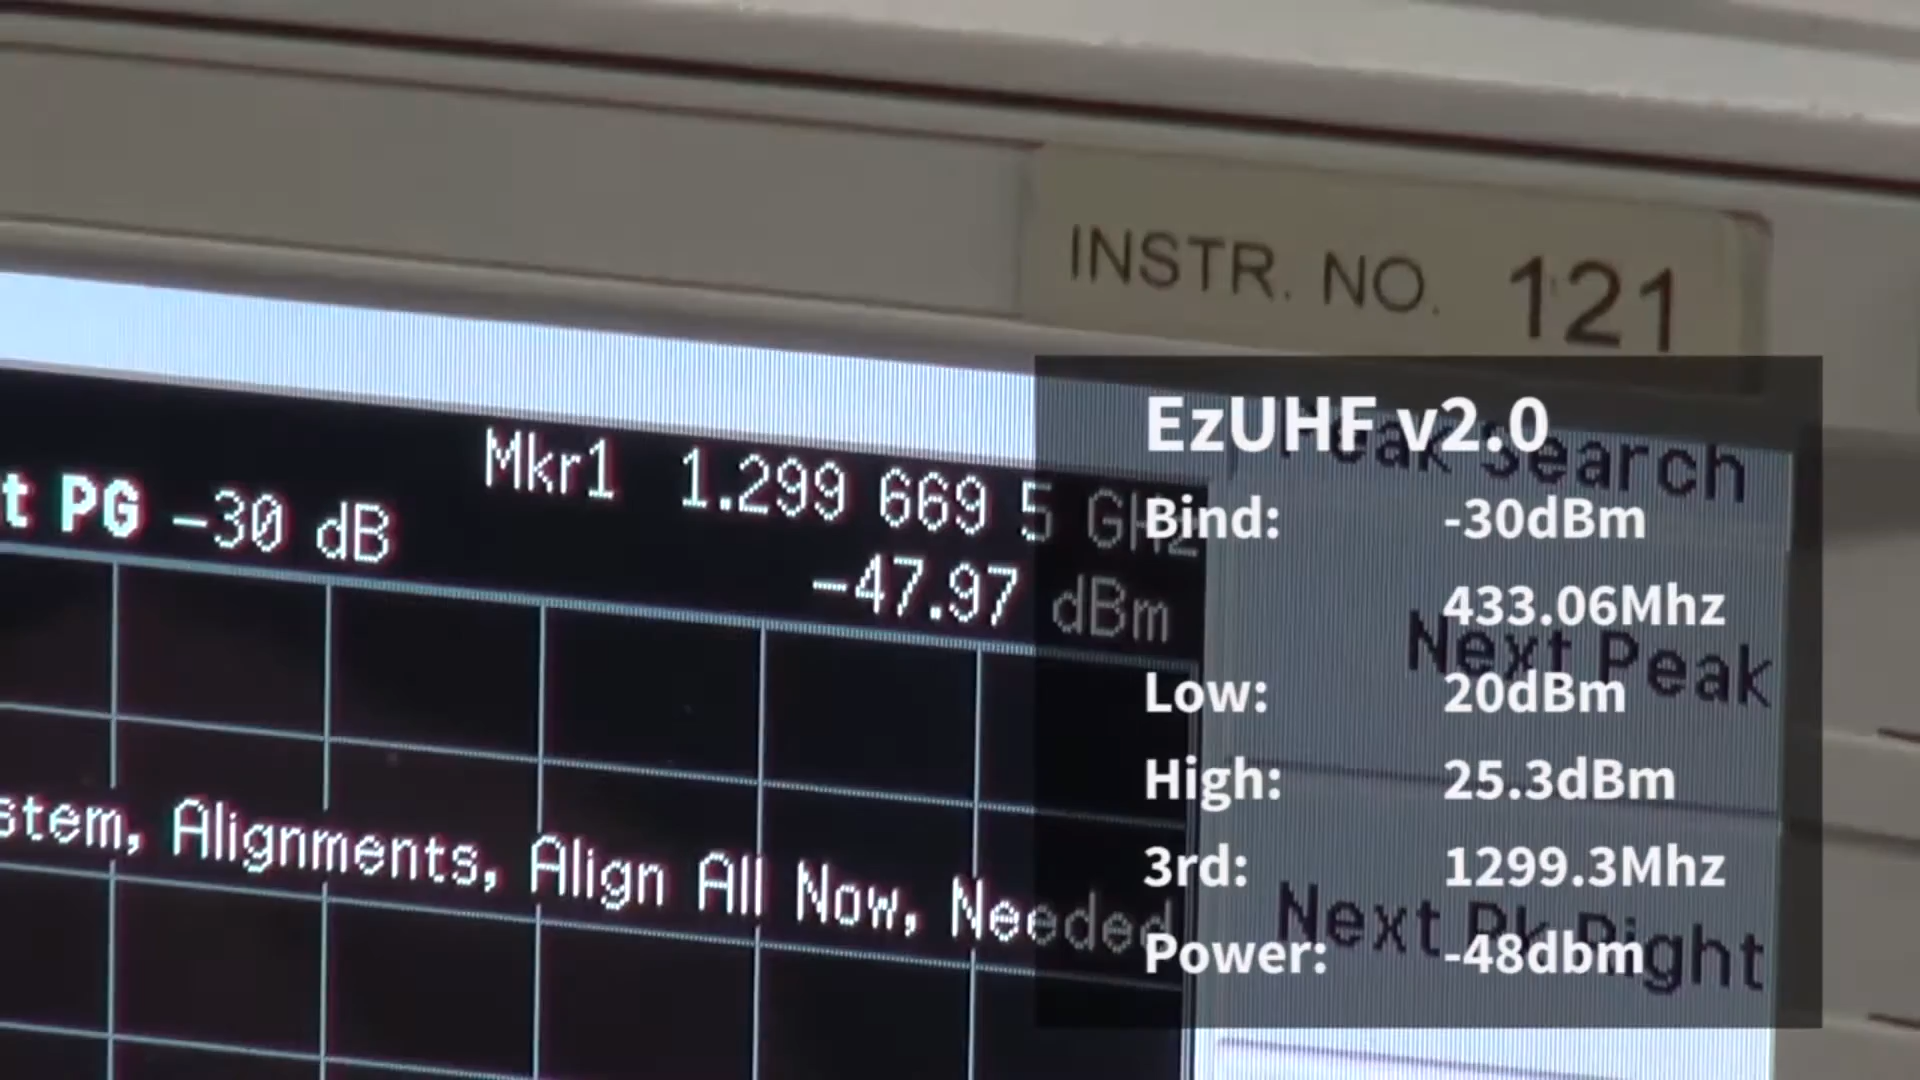 INSTR. NO. 121
Mkr1 1.299 669 5 GHz
t PG -30 dB
-47.97 dBm
stem, Alignments, Align All Now, Needed
Peak Search
Next Peak
Next Pk Right
EzUHF v2.0
Bind: -30dBm
433.06Mhz
Low: 20dBm
High: 25.3dBm
3rd: 1299.3Mhz
Power: -48dbm